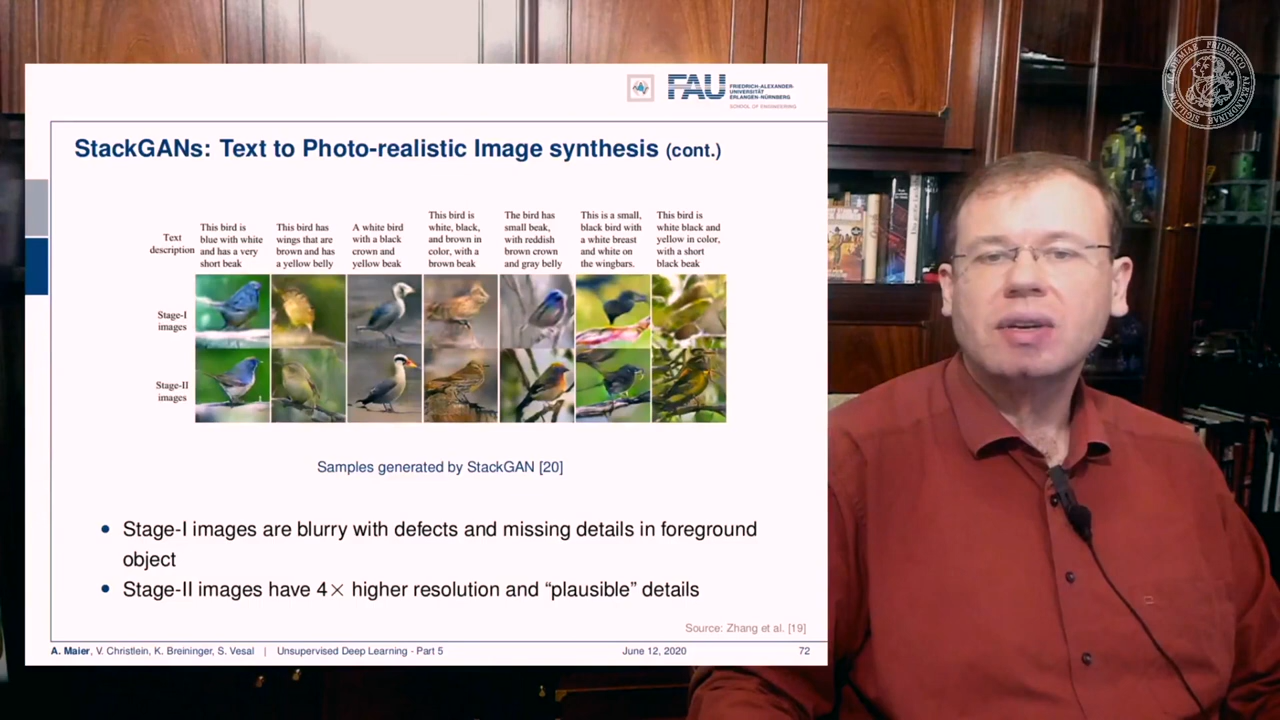 FAU
FRIEDRICH-ALEXANDER-
UNIVERSITÄT
ERLANGEN-NÜRNBERG
SCHOOL OF ENGINEERING
StackGANs: Text to Photo-realistic Image synthesis (cont.)
Text
description
This bird is
blue with white
and has a very
short beak
This bird has
wings that are
brown and has
a yellow belly
A white bird
with a black
crown and
yellow beak
This bird is
white, black,
and brown in
color, with a
brown beak
The bird has
small beak,
with reddish
brown crown
and gray belly
This is a small,
black bird with
a white breast
and white on
the wingbars.
This bird is
white black and
yellow in color,
with a short
black beak
Stage-I
images
Stage-II
images
Samples generated by StackGAN [20]
• Stage-I images are blurry with defects and missing details in foreground
object
• Stage-II images have 4× higher resolution and “plausible” details
Source: Zhang et al. [19]
A. Maier, V. Christlein, K. Breininger, S. Vesal | Unsupervised Deep Learning - Part 5 June 12, 2020 72